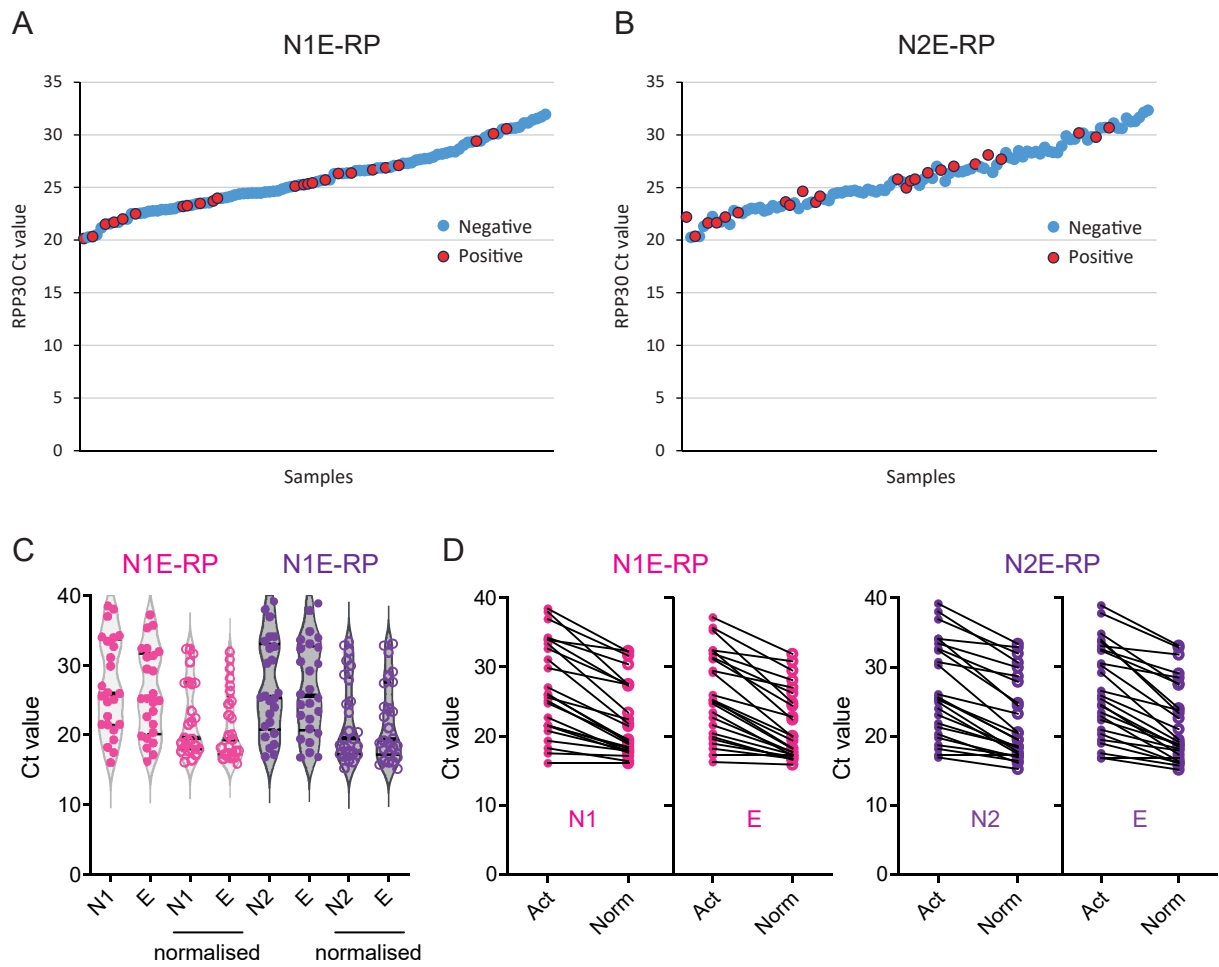 A
N1E-RP
RPP30 Ct value
35
30
25
20
15
10
5
0
Negative
Positive
Samples
B
N2E-RP
RPP30 Ct value
35
30
25
20
15
10
5
0
Negative
Positive
Samples
C
N1E-RP
N1E-RP
Ct value
40
30
20
10
0
N1
E
N1
E
N2
E
N2
E
normalised
normalised
D
N1E-RP
Ct value
40
30
20
10
0
N1
E
Act
Norm
Act
Norm
N2E-RP
Ct value
40
30
20
10
0
N2
E
Act
Norm
Act
Norm